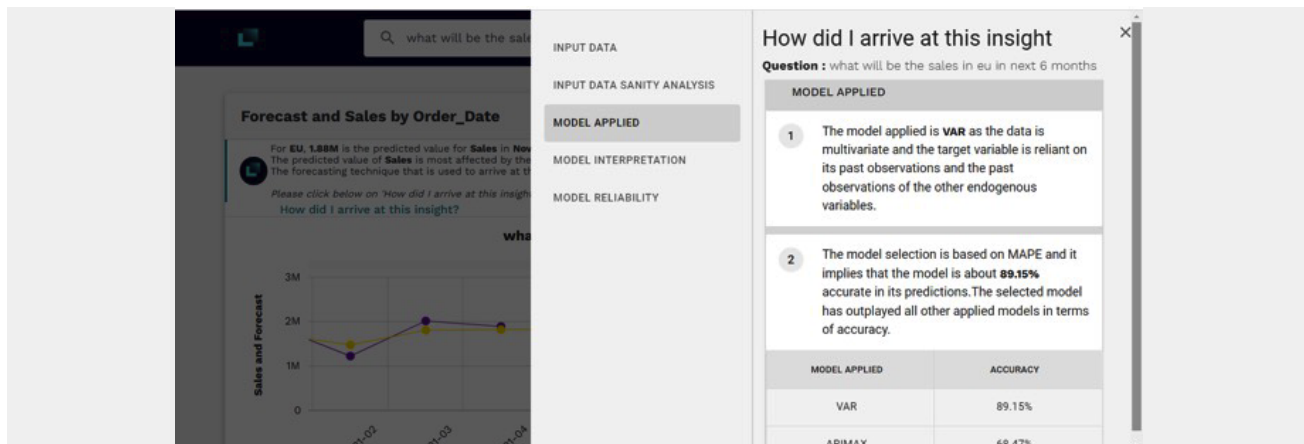 what will be the sale
Forecast and Sales by Order_Date
For EU, 1.88M is the predicted value for Sales in Nov
The predicted value of Sales is most affected by the
The forecasting technique that is used to arrive at th
Please click below on 'How did I arrive at this insigh
How did I arrive at this insight?
wha
3M
2M
1M
0
Sales and Forecast
INPUT DATA
INPUT DATA SANITY ANALYSIS
MODEL APPLIED
MODEL INTERPRETATION
MODEL RELIABILITY
How did I arrive at this insight
Question : what will be the sales in eu in next 6 months
MODEL APPLIED
1
The model applied is VAR as the data is
multivariate and the target variable is reliant on
its past observations and the past
observations of the other endogenous
variables.
2
The model selection is based on MAPE and it
implies that the model is about 89.15%
accurate in its predictions.The selected model
has outplayed all other applied models in terms
of accuracy.
MODEL APPLIED ACCURACY
VAR 89.15%
ARIMAX 68.47%